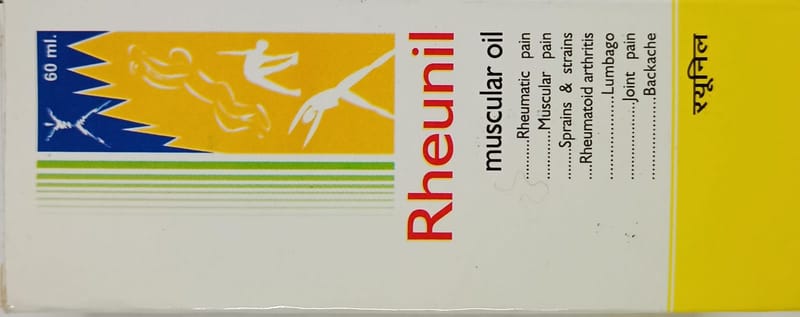 60 ml.
Rheunil
muscular oil
..........Rheumatic pain
..........Muscular pain
......Sprains & strains
...Rheumatoid arthritis
....................Lumbago
..................Joint pain
....................Backache
रयूनिल